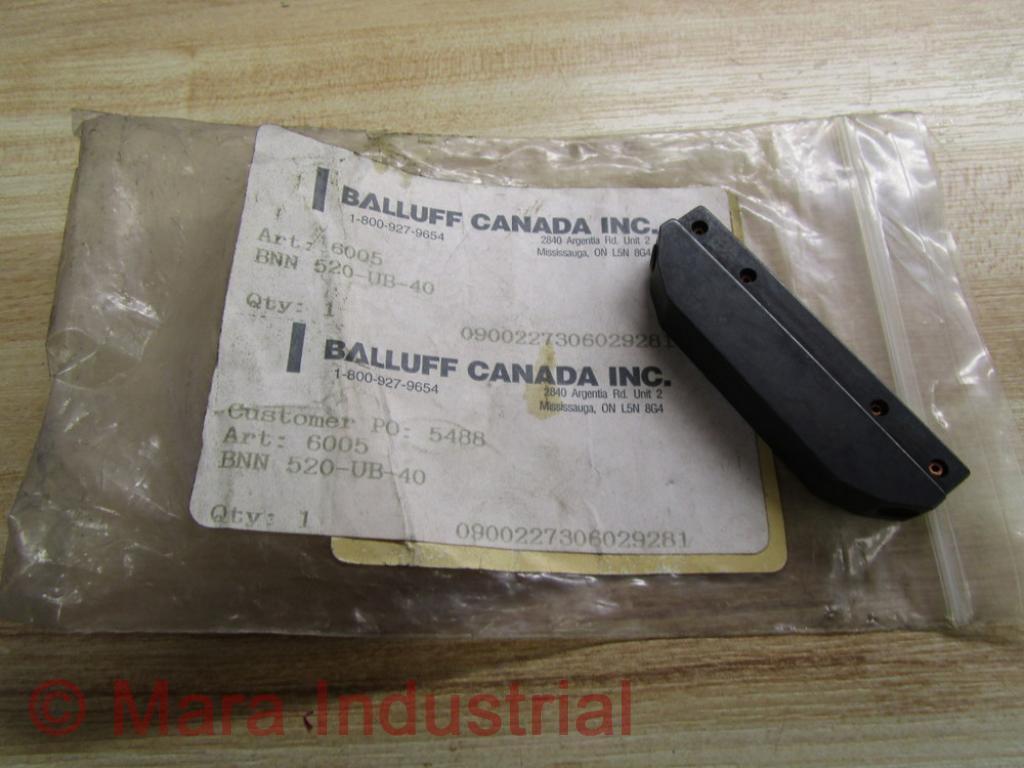 BALLUFF CANADA INC.
1-800-927-9654
2840 Argentia Rd. Unit 2
Mississauga, ON L5N 8G4
Art: 6005
BNN 520-UB-40
Qty: 1
0900227306029281
BALLUFF CANADA INC.
1-800-927-9654
2840 Argentia Rd. Unit 2
Mississauga, ON L5N 8G4
Customer PO: 5488
Art: 6005
BNN 520-UB-40
Qty: 1
0900227306029281
© Mara Industrial